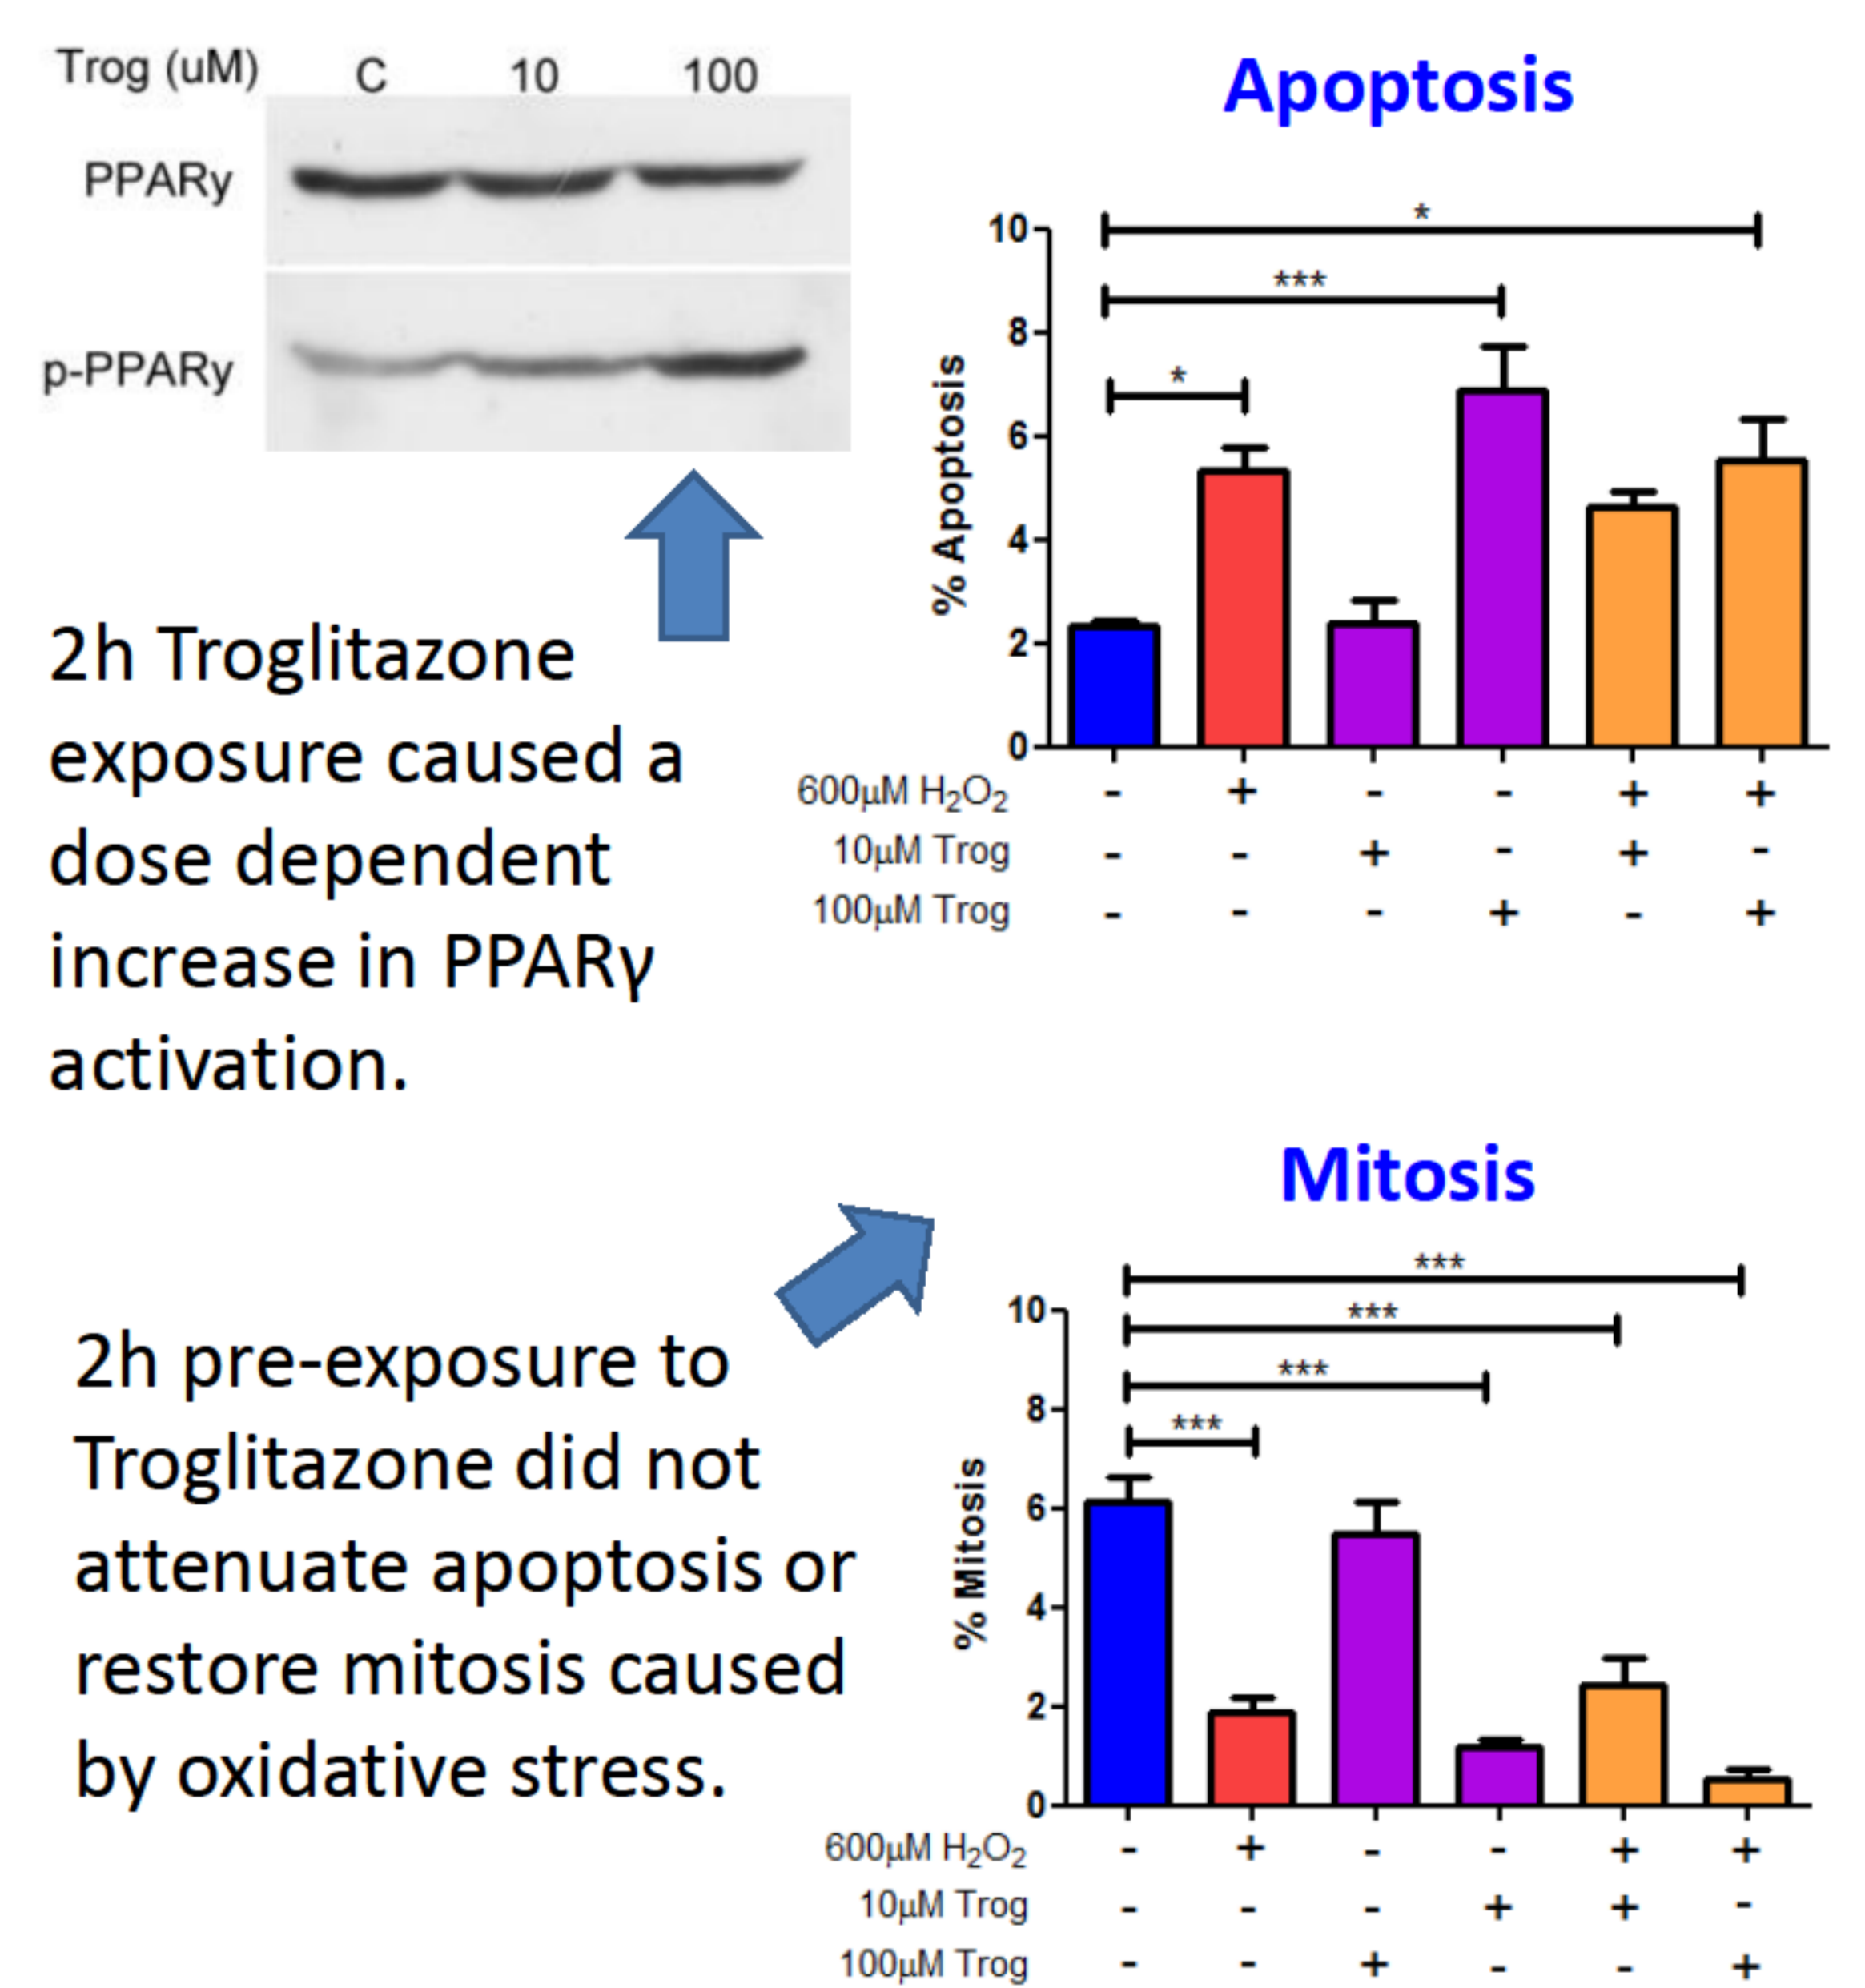 Trog (uM) C 10 100
PPARy
p-PPARy
2h Troglitazone
exposure caused a
dose dependent
increase in PPARγ
activation.
Apoptosis
*
***
*
% Apoptosis
10
8
6
4
2
0
600μM H₂O₂ - + - - + +
10μM Trog - - + - + -
100μM Trog - - - + - +
2h pre-exposure to
Troglitazone did not
attenuate apoptosis or
restore mitosis caused
by oxidative stress.
Mitosis
***
***
***
***
% Mitosis
10
8
6
4
2
0
600μM H₂O₂ - + - - + +
10μM Trog - - - + + -
100μM Trog - - + - - +